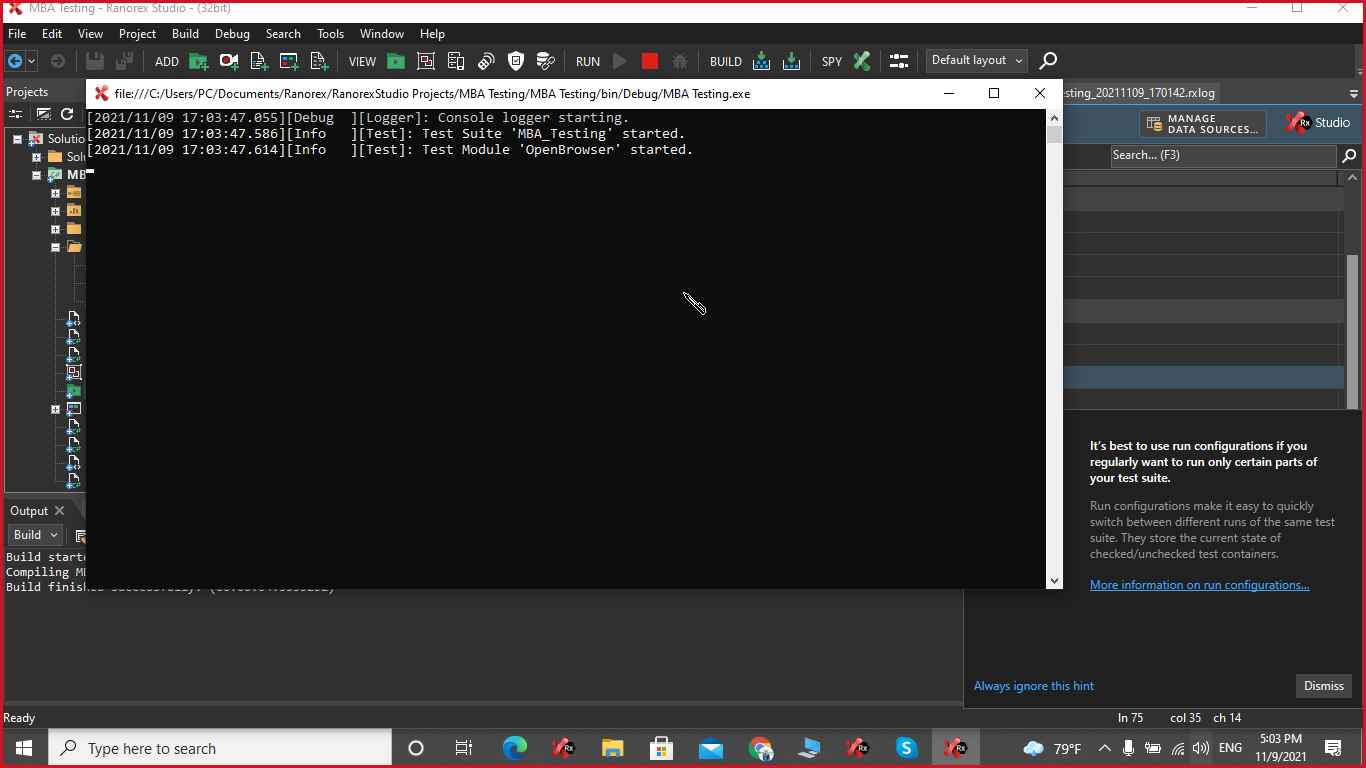 MBA Testing - Ranorex Studio - (32bit)
File Edit View Project Build Debug Search Tools Window Help
ADD VIEW RUN BUILD SPY Default layout
Projects
file:///C:/Users/PC/Documents/Ranorex/RanorexStudio Projects/MBA Testing/MBA Testing/bin/Debug/MBA Testing.exe
sting_20211109_170142.rxlog
[2021/11/09 17:03:47.055][Debug  ][Logger]: Console logger starting.
[2021/11/09 17:03:47.586][Info   ][Test]: Test Suite 'MBA_Testing' started.
[2021/11/09 17:03:47.614][Info   ][Test]: Test Module 'OpenBrowser' started.
MANAGE
DATA SOURCES...
Rx Studio
Search... (F3)
Solutio
Solu
MB
It's best to use run configurations if you
regularly want to run only certain parts of
your test suite.
Run configurations make it easy to quickly
switch between different runs of the same test
suite. They store the current state of
checked/unchecked test containers.
More information on run configurations...
Always ignore this hint
Dismiss
Output
Build
Build starte
Compiling M
Build finis
Ready
ln 75 col 35 ch 14
Type here to search
79°F
ENG
5:03 PM
11/9/2021